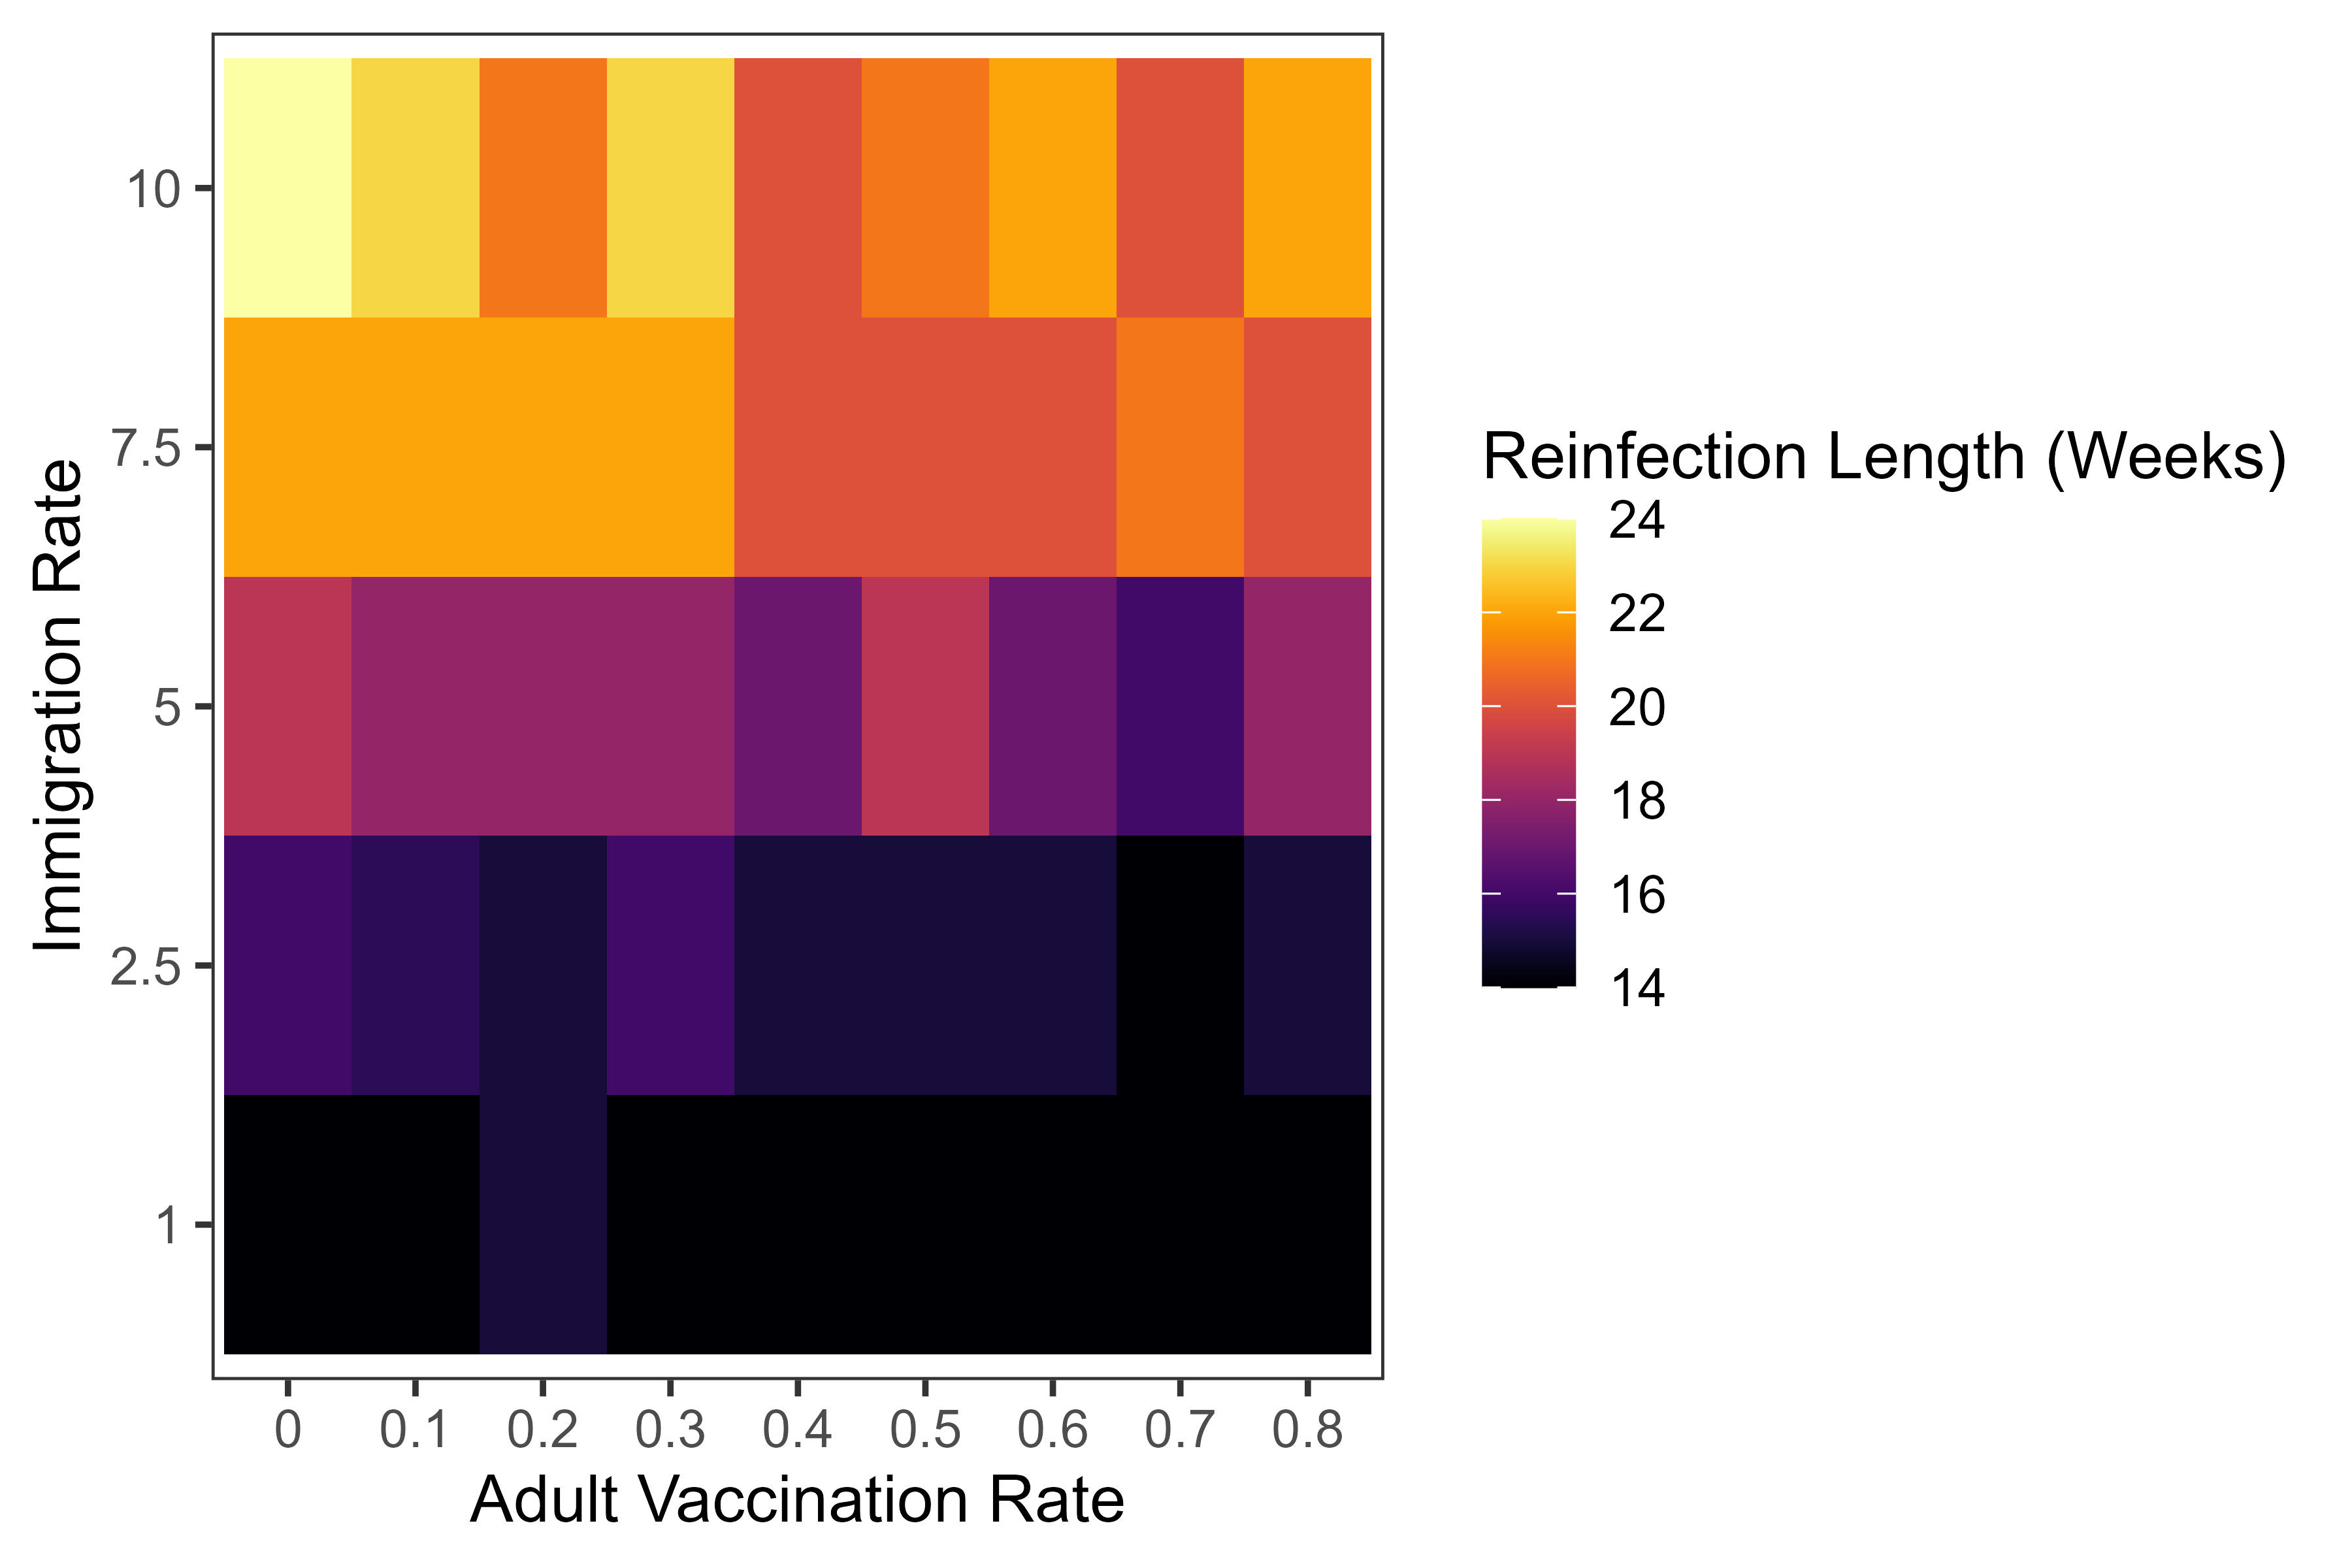 10
7.5
5
2.5
1
Immigration Rate
0 0.1 0.2 0.3 0.4 0.5 0.6 0.7 0.8
Adult Vaccination Rate
Reinfection Length (Weeks)
24
22
20
18
16
14